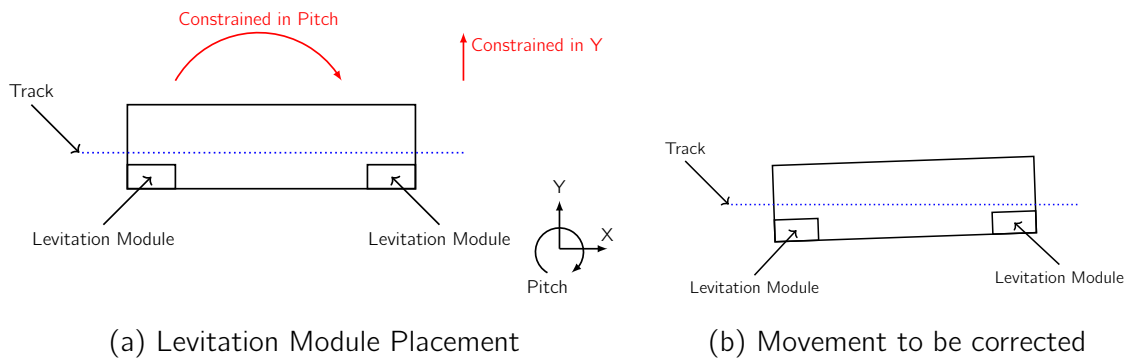 Constrained in Pitch
Constrained in Y
Track
Levitation Module
Levitation Module
Y
X
Pitch
(a) Levitation Module Placement
Track
Levitation Module
Levitation Module
(b) Movement to be corrected